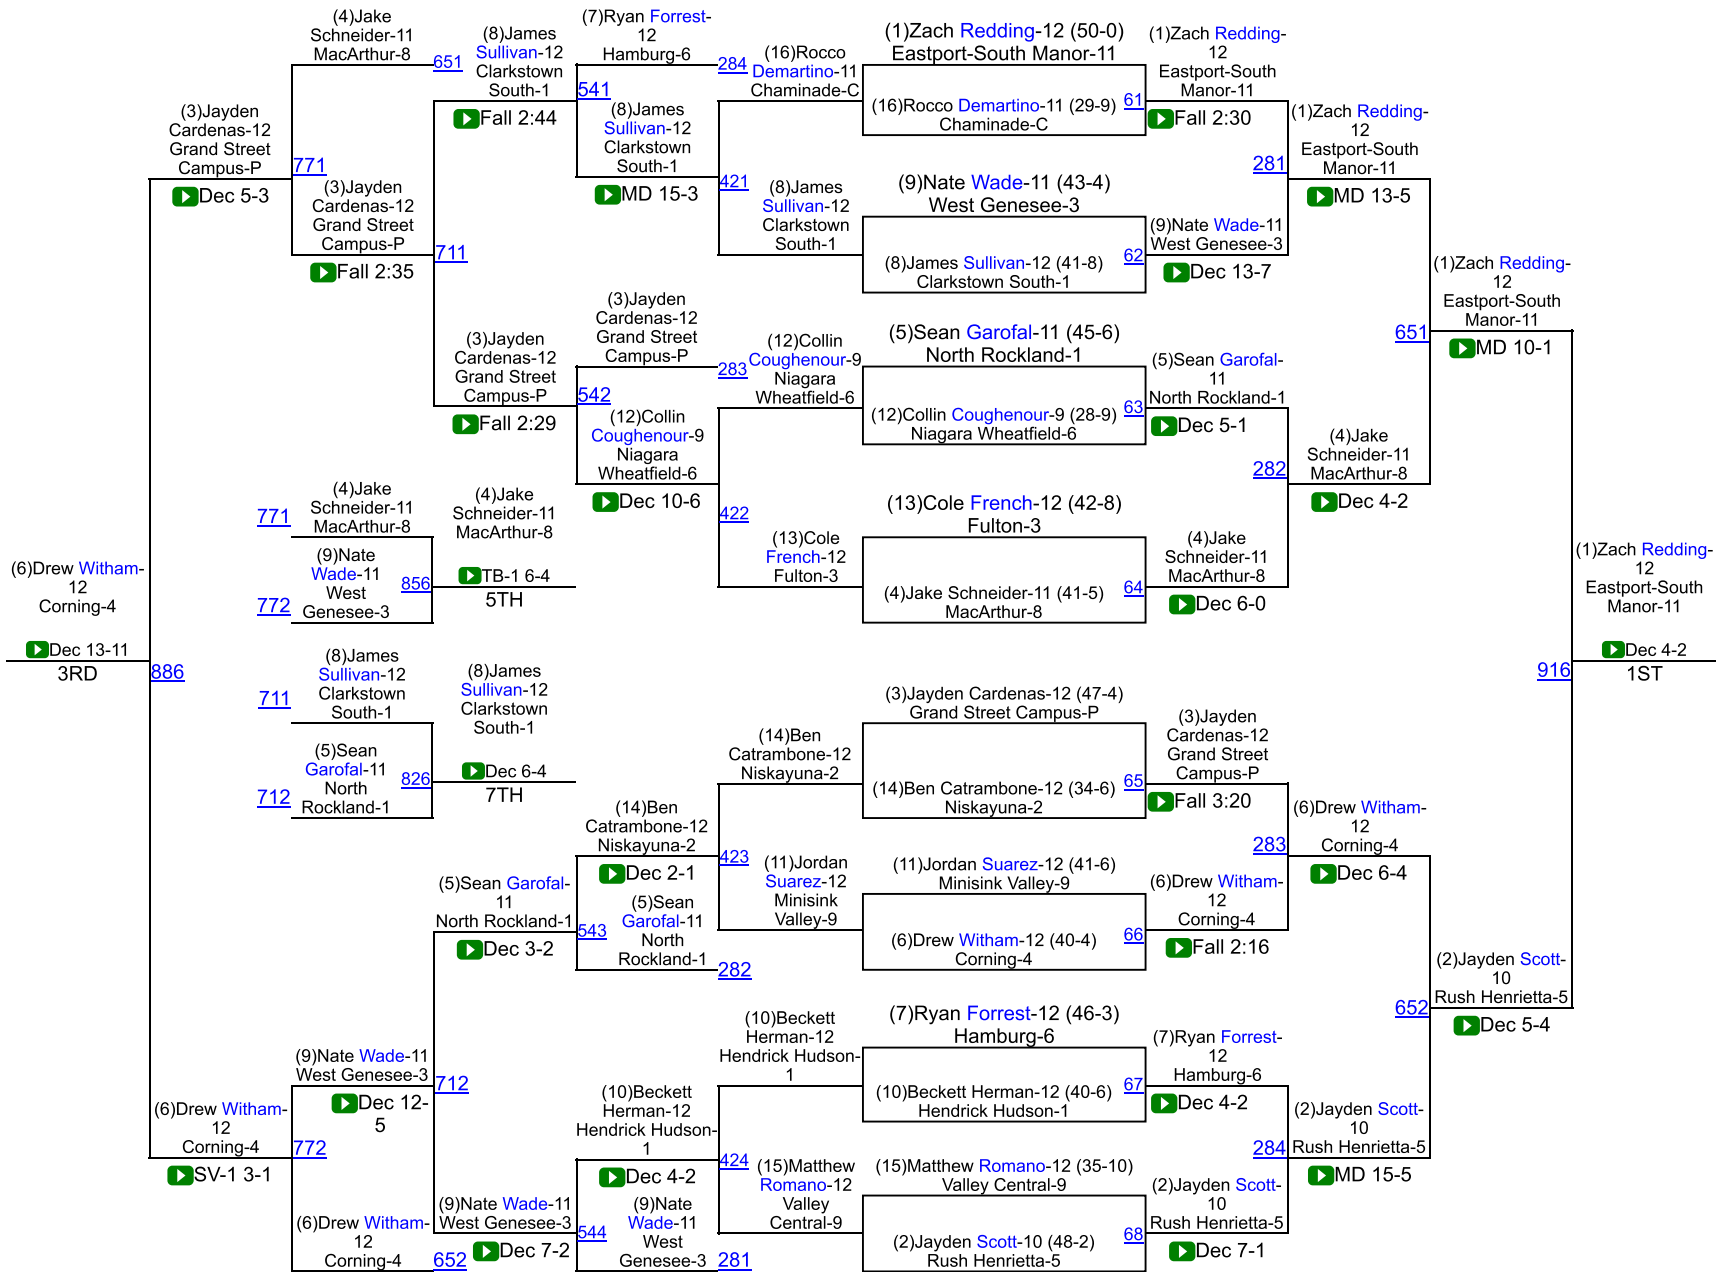 (4)Jake
Schneider-11
MacArthur-8
651
(3)Jayden
Cardenas-12
Grand Street
Campus-P
Dec 5-3
771
(3)Jayden
Cardenas-12
Grand Street
Campus-P
Fall 2:35
(8)James
Sullivan-12
Clarkstown
South-1
Fall 2:44
711
(3)Jayden
Cardenas-12
Grand Street
Campus-P
Fall 2:29
(7)Ryan Forrest-
12
Hamburg-6
284
541
(8)James
Sullivan-12
Clarkstown
South-1
MD 15-3
(3)Jayden
Cardenas-12
Grand Street
Campus-P
283
542
(12)Collin
Coughenour-9
Niagara
Wheatfield-6
Dec 10-6
(16)Rocco
Demartino-11
Chaminade-C
421
(8)James
Sullivan-12
Clarkstown
South-1
(12)Collin
Coughenour-9
Niagara
Wheatfield-6
422
(13)Cole
French-12
Fulton-3
(1)Zach Redding-12 (50-0)
Eastport-South Manor-11
(16)Rocco Demartino-11 (29-9)
Chaminade-C
61
(9)Nate Wade-11 (43-4)
West Genesee-3
(8)James Sullivan-12 (41-8)
Clarkstown South-1
62
(5)Sean Garofal-11 (45-6)
North Rockland-1
(12)Collin Coughenour-9 (28-9)
Niagara Wheatfield-6
63
(13)Cole French-12 (42-8)
Fulton-3
(4)Jake Schneider-11 (41-5)
MacArthur-8
64
(1)Zach Redding-
12
Eastport-South
Manor-11
Fall 2:30
281
(9)Nate Wade-11
West Genesee-3
Dec 13-7
(5)Sean Garofal-
11
North Rockland-1
Dec 5-1
282
(4)Jake
Schneider-11
MacArthur-8
Dec 6-0
(1)Zach Redding-
12
Eastport-South
Manor-11
MD 13-5
651
(4)Jake
Schneider-11
MacArthur-8
Dec 4-2
(1)Zach Redding-
12
Eastport-South
Manor-11
MD 10-1
(1)Zach Redding-
12
Eastport-South
Manor-11
Dec 4-2
916
1ST
(6)Drew Witham-
12
Corning-4
Dec 13-11
3RD
886
771
(4)Jake
Schneider-11
MacArthur-8
772
(9)Nate
Wade-11
West
Genesee-3
856
(4)Jake
Schneider-11
MacArthur-8
TB-1 6-4
5TH
711
(8)James
Sullivan-12
Clarkstown
South-1
712
(5)Sean
Garofal-11
North
Rockland-1
826
(8)James
Sullivan-12
Clarkstown
South-1
Dec 6-4
7TH
(6)Drew Witham-
12
Corning-4
SV-1 3-1
772
(9)Nate Wade-11
West Genesee-3
Dec 12-
5
(6)Drew Witham-
12
Corning-4
652
(5)Sean Garofal-
11
North Rockland-1
Dec 3-2
712
(9)Nate Wade-11
West Genesee-3
Dec 7-2
(14)Ben
Catrambone-12
Niskayuna-2
Dec 2-1
543
(5)Sean
Garofal-11
North
Rockland-1
282
(10)Beckett
Herman-12
Hendrick Hudson-
1
Dec 4-2
544
(9)Nate
Wade-11
West
Genesee-3
281
(14)Ben
Catrambone-12
Niskayuna-2
423
(11)Jordan
Suarez-12
Minisink
Valley-9
(10)Beckett
Herman-12
Hendrick Hudson-
1
424
(15)Matthew
Romano-12
Valley
Central-9
(3)Jayden Cardenas-12 (47-4)
Grand Street Campus-P
(14)Ben Catrambone-12 (34-6)
Niskayuna-2
65
(11)Jordan Suarez-12 (41-6)
Minisink Valley-9
(6)Drew Witham-12 (40-4)
Corning-4
66
(7)Ryan Forrest-12 (46-3)
Hamburg-6
(10)Beckett Herman-12 (40-6)
Hendrick Hudson-1
67
(15)Matthew Romano-12 (35-10)
Valley Central-9
(2)Jayden Scott-10 (48-2)
Rush Henrietta-5
68
(3)Jayden
Cardenas-12
Grand Street
Campus-P
Fall 3:20
283
(6)Drew Witham-
12
Corning-4
Fall 2:16
(7)Ryan Forrest-
12
Hamburg-6
Dec 4-2
284
(2)Jayden Scott-
10
Rush Henrietta-5
Dec 7-1
(6)Drew Witham-
12
Corning-4
Dec 6-4
652
(2)Jayden Scott-
10
Rush Henrietta-5
MD 15-5
(2)Jayden Scott-
10
Rush Henrietta-5
Dec 5-4